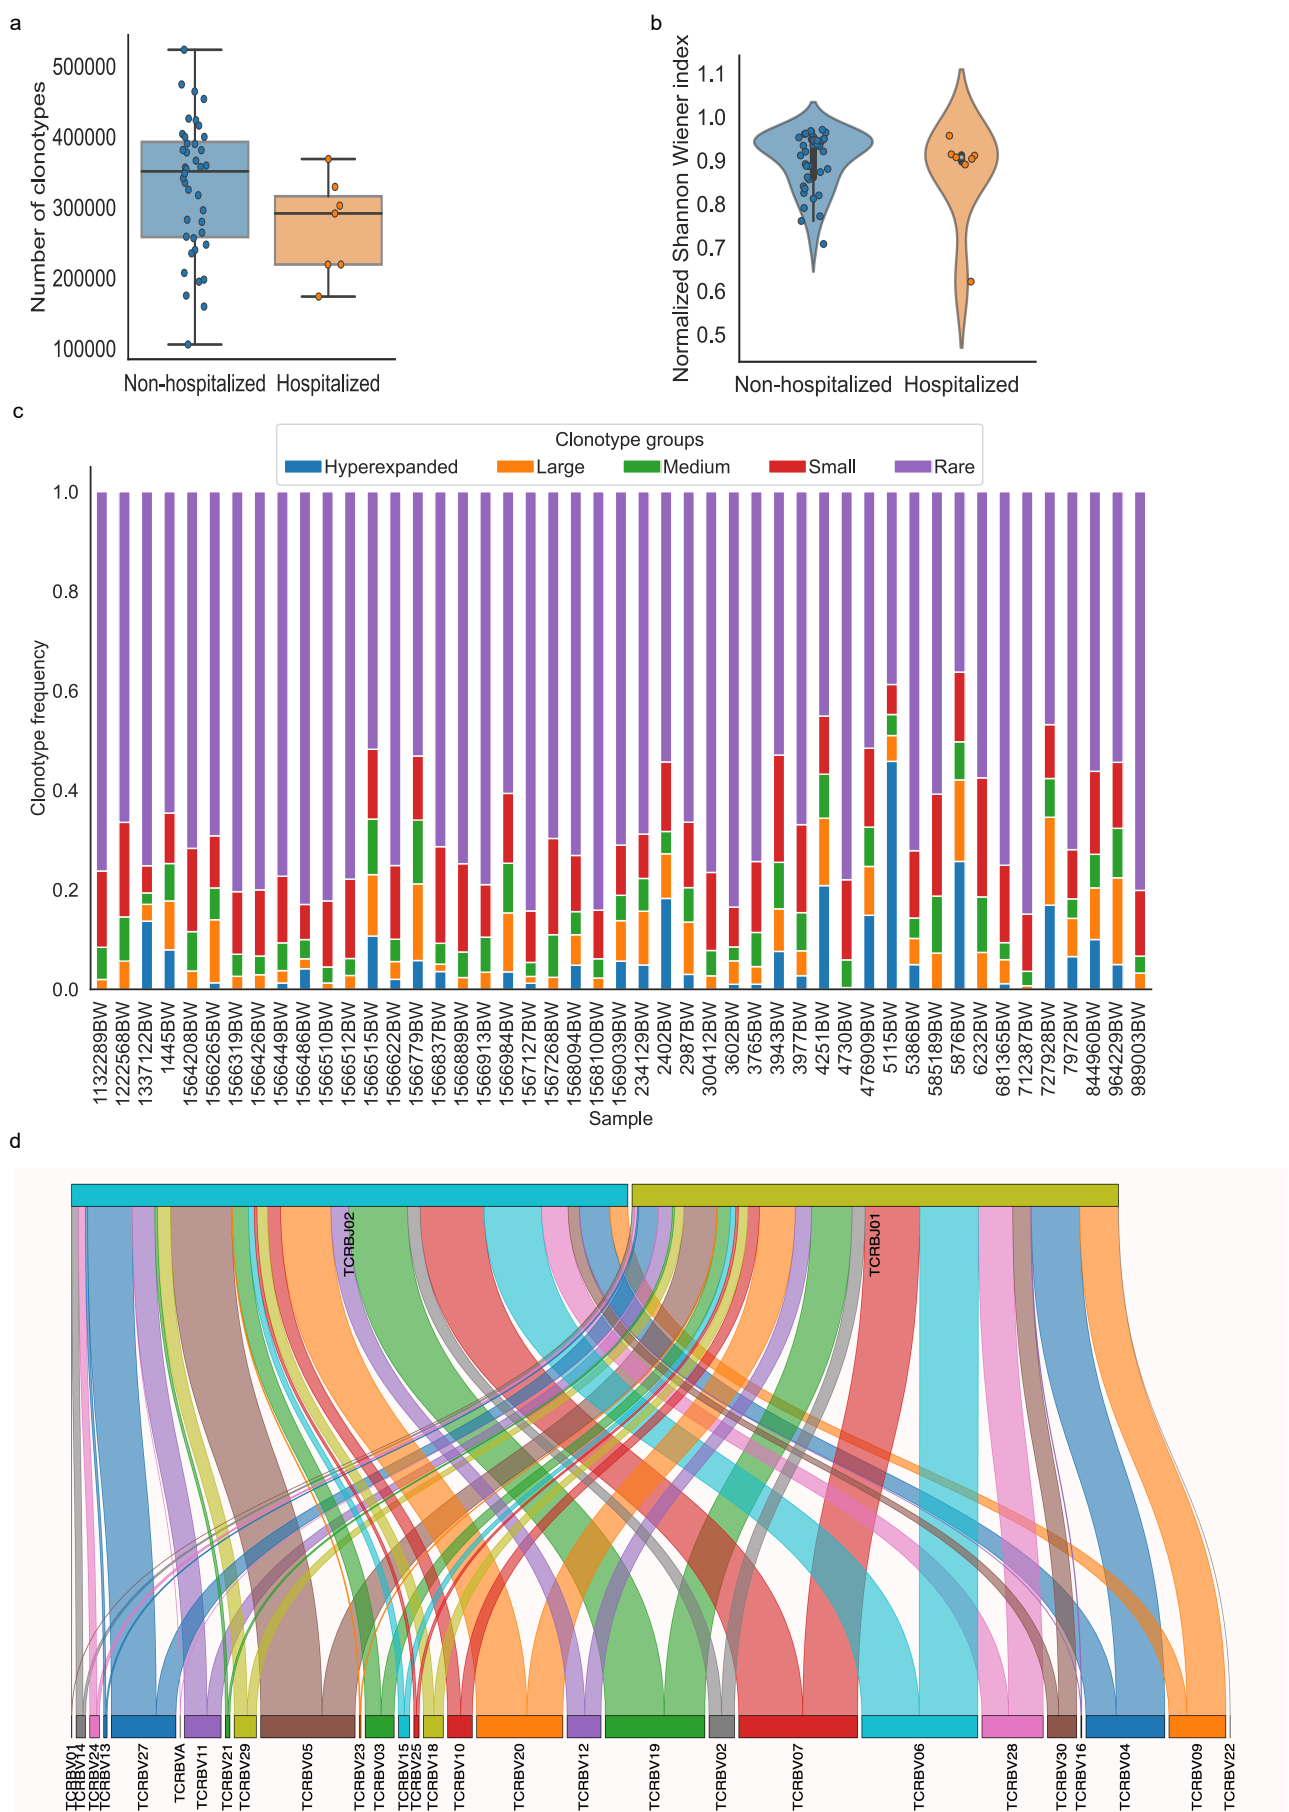 a
Number of clonotypes
500000
400000
300000
200000
100000
Non-hospitalized
Hospitalized
b
Normalized Shannon Wiener index
1.1
1.0
0.9
0.8
0.7
0.6
0.5
Non-hospitalized
Hospitalized
c
Clonotype groups
Hyperexpanded
Large
Medium
Small
Rare
Clonotype frequency
1.0
0.8
0.6
0.4
0.2
0.0
1132289BW
1222568BW
1337122BW
1445BW
1564208BW
1566265BW
1566319BW
1566426BW
1566449BW
1566486BW
1566510BW
1566512BW
1566515BW
1566622BW
1566779BW
1566837BW
1566889BW
1566913BW
1566984BW
1567127BW
1567268BW
1568094BW
1568100BW
1569039BW
234129BW
2402BW
2987BW
300412BW
3602BW
3765BW
3943BW
3977BW
4251BW
4730BW
476909BW
5115BW
5386BW
585189BW
5876BW
6232BW
681365BW
712387BW
727928BW
7972BW
844960BW
964229BW
989003BW
Sample
d
TCRBJ02
TCRBJ01
TCRBV01
TCRBV14
TCRBV24
TCRBV13
TCRBV27
TCRBVA
TCRBV11
TCRBV21
TCRBV29
TCRBV05
TCRBV23
TCRBV03
TCRBV15
TCRBV25
TCRBV18
TCRBV10
TCRBV20
TCRBV12
TCRBV19
TCRBV02
TCRBV07
TCRBV06
TCRBV28
TCRBV30
TCRBV16
TCRBV04
TCRBV09
TCRBV22